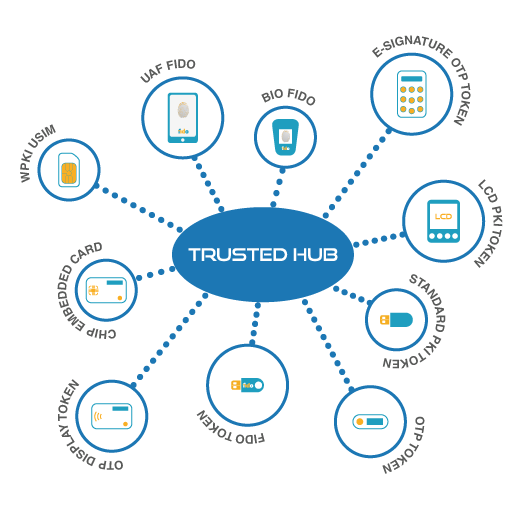 UAF FIDO
fido
BIO FIDO
fido
E-SIGNATURE OTP TOKEN
WPKI USIM
LCD PKI TOKEN
LCD
TRUSTED HUB
CHIP EMBEDDED CARD
STANDARD PKI TOKEN
OTP DISPLAY TOKEN
FIDO TOKEN
fido
OTP TOKEN